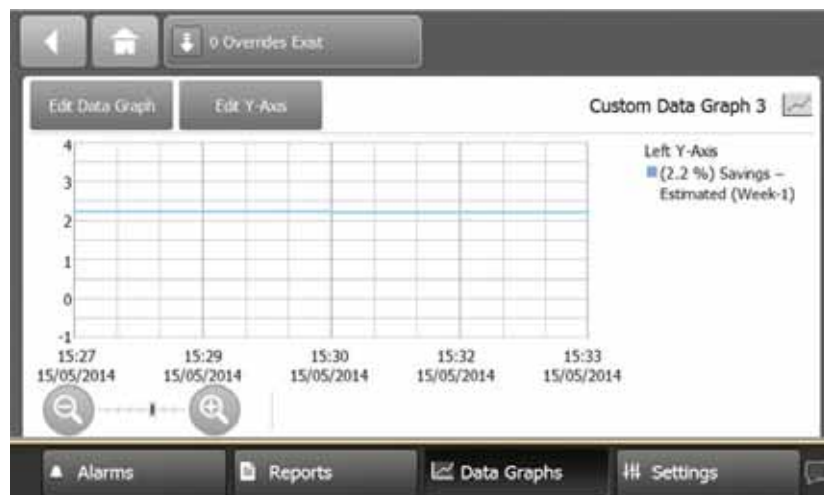 0 Overrides Exist
Edit Data Graph
Edit Y-Axis
Custom Data Graph 3
Left Y-Axis
(2.2 %) Savings –
Estimated (Week-1)
4
3
2
1
0
-1
15:27 15:29 15:30 15:32 15:33
15/05/2014 15/05/2014 15/05/2014 15/05/2014 15/05/2014
Alarms
Reports
Data Graphs
Settings